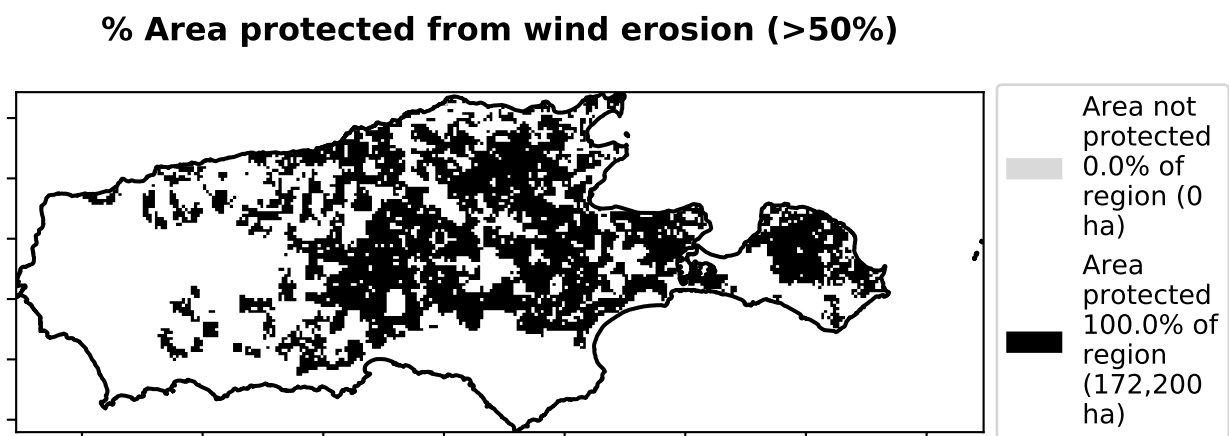 % Area protected from wind erosion (>50%)
Area not
protected
0.0% of
region (0
ha)
Area
protected
100.0% of
region
(172,200
ha)